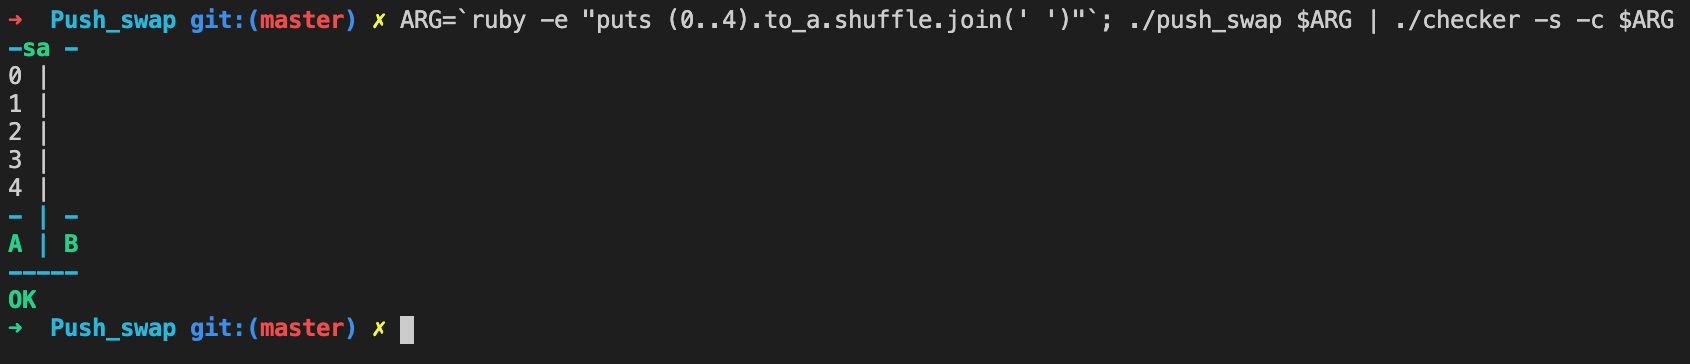 ➜  Push_swap git:(master) ✗ ARG=`ruby -e "puts (0..4).to_a.shuffle.join(' ')"`; ./push_swap $ARG | ./checker -s -c $ARG
-sa -
0 |
1 |
2 |
3 |
4 |
- | -
A | B
-----
OK
➜  Push_swap git:(master) ✗